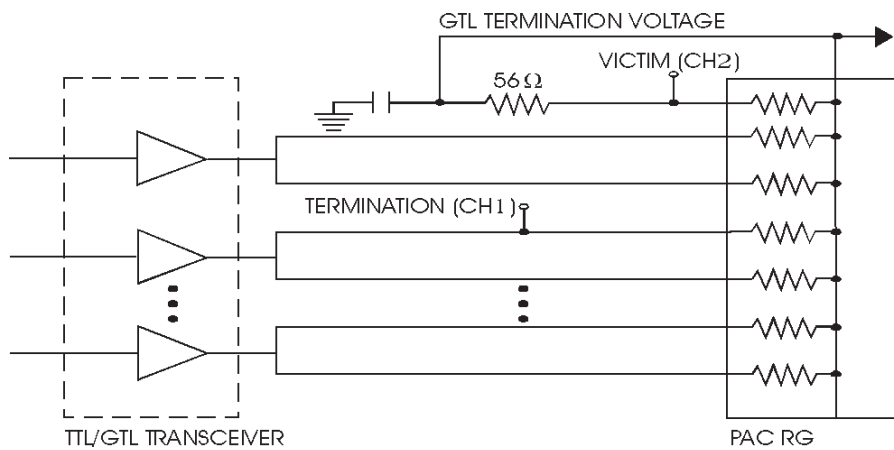 GTL TERMINATION VOLTAGE
VICTIM (CH2)
56Ω
TERMINATION (CH1)
TTL/GTL TRANSCEIVER
PAC RG